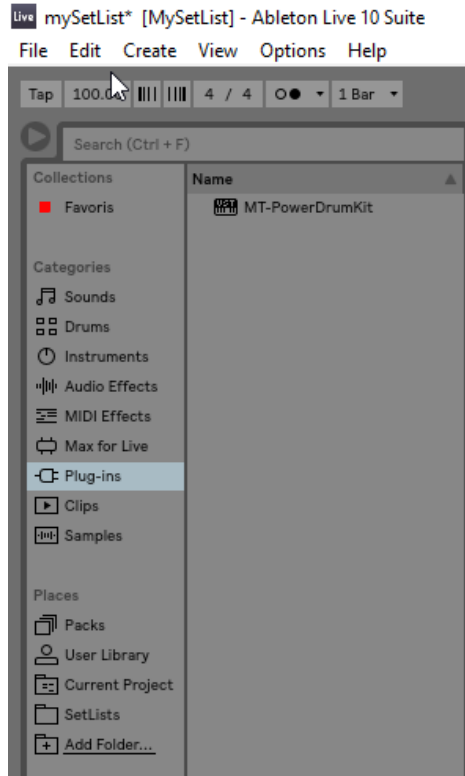 Live mySetList* [MySetList] - Ableton Live 10 Suite
File Edit Create View Options Help
Tap 4 / 4 1 Bar
Search (Ctrl + F)
Collections
Name
Favoris
VST MT-PowerDrumKit
Categories
Sounds
Drums
Instruments
Audio Effects
MIDI Effects
Max for Live
Plug-ins
Clips
Samples
Places
Packs
User Library
Current Project
SetLists
Add Folder...